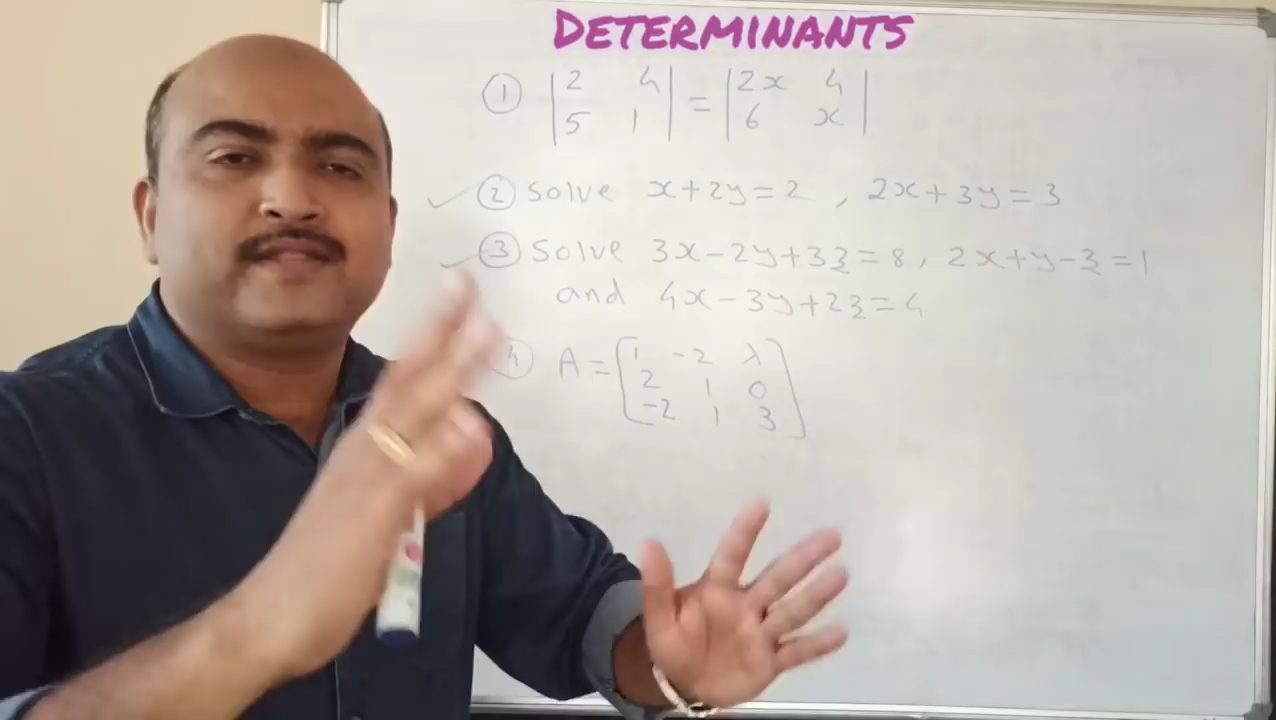 DETERMINANTS
① |2 4| = |2x 4|
|5 1| |6 x|
② Solve x+2y=2 , 2x+3y=3
③ Solve 3x-2y+3z=8, 2x+y-z=1
and 4x-3y+2z=4
④ A = [1 -2 λ]
2 1 0
-2 1 3